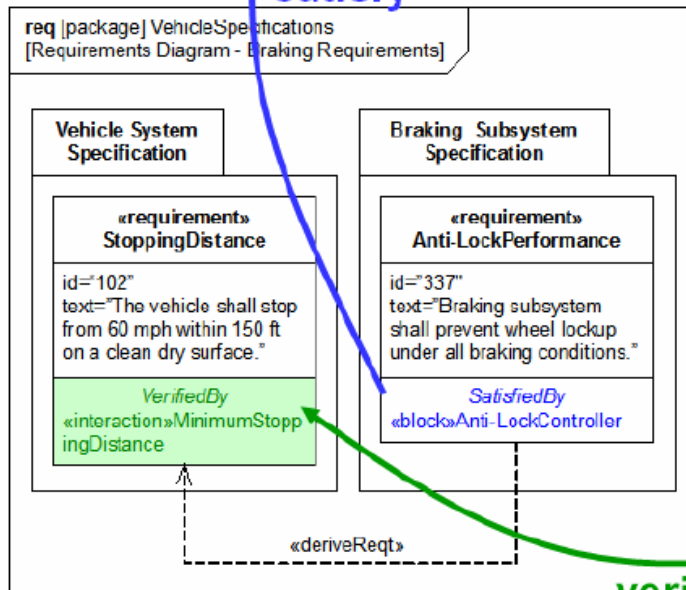 req [package] VehicleSpecifications
[Requirements Diagram - Braking Requirements]
Vehicle System
Specification
«requirement»
StoppingDistance
id="102"
text="The vehicle shall stop
from 60 mph within 150 ft
on a clean dry surface."
VerifiedBy
«interaction»MinimumStopp
ingDistance
Braking Subsystem
Specification
«requirement»
Anti-LockPerformance
id="337"
text="Braking subsystem
shall prevent wheel lockup
under all braking conditions."
SatisfiedBy
«block»Anti-LockController
«deriveReqt»